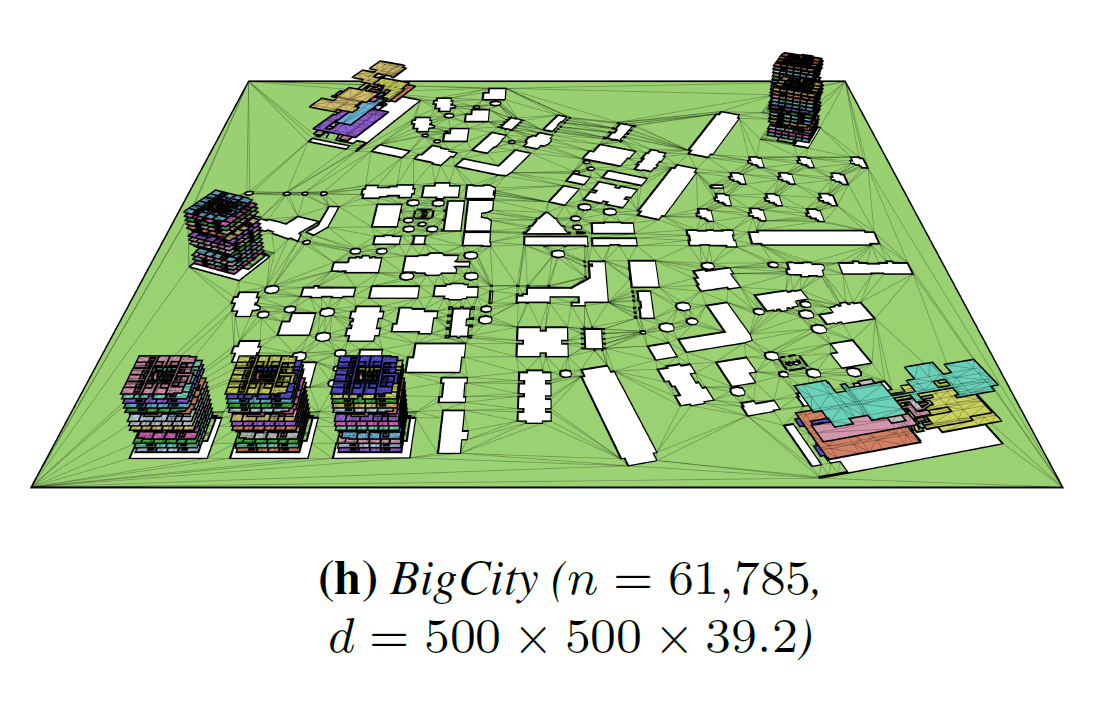 (h) BigCity (n = 61,785,
d = 500 × 500 × 39.2)